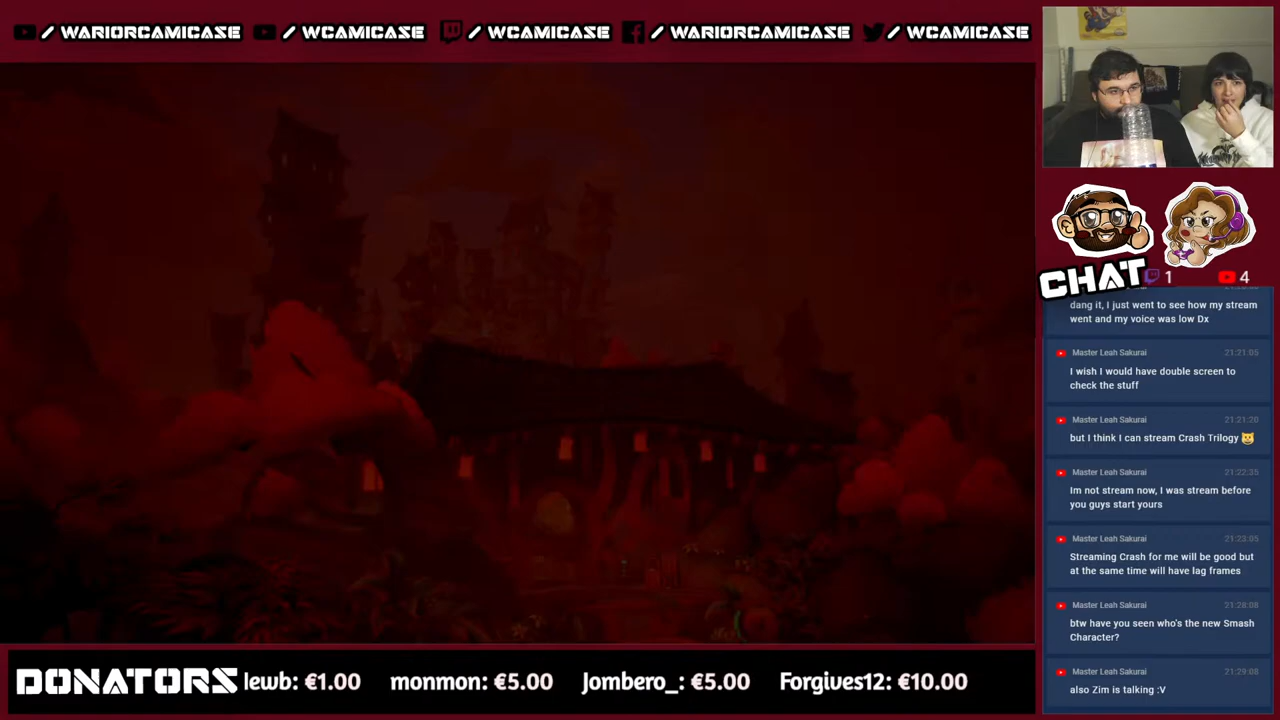 / WARIORCAMICASE / WCAMICASE / WCAMICASE / WARIORCAMICASE / WCAMICASE
CHAT 1 4
dang it, I just went to see how my stream
went and my voice was low Dx
Master Leah Sakurai 21:21:05
I wish I would have double screen to
check the stuff
Master Leah Sakurai 21:21:20
but I think I can stream Crash Trilogy 😺
Master Leah Sakurai 21:22:35
Im not stream now, I was stream before
you guys start yours
Master Leah Sakurai 21:23:05
Streaming Crash for me will be good but
at the same time will have lag frames
Master Leah Sakurai 21:28:08
btw have you seen who's the new Smash
Character?
Master Leah Sakurai 21:29:08
also Zim is talking :V
DONATORS lewb: €1.00 monmon: €5.00 Jombero_: €5.00 Forgives12: €10.00